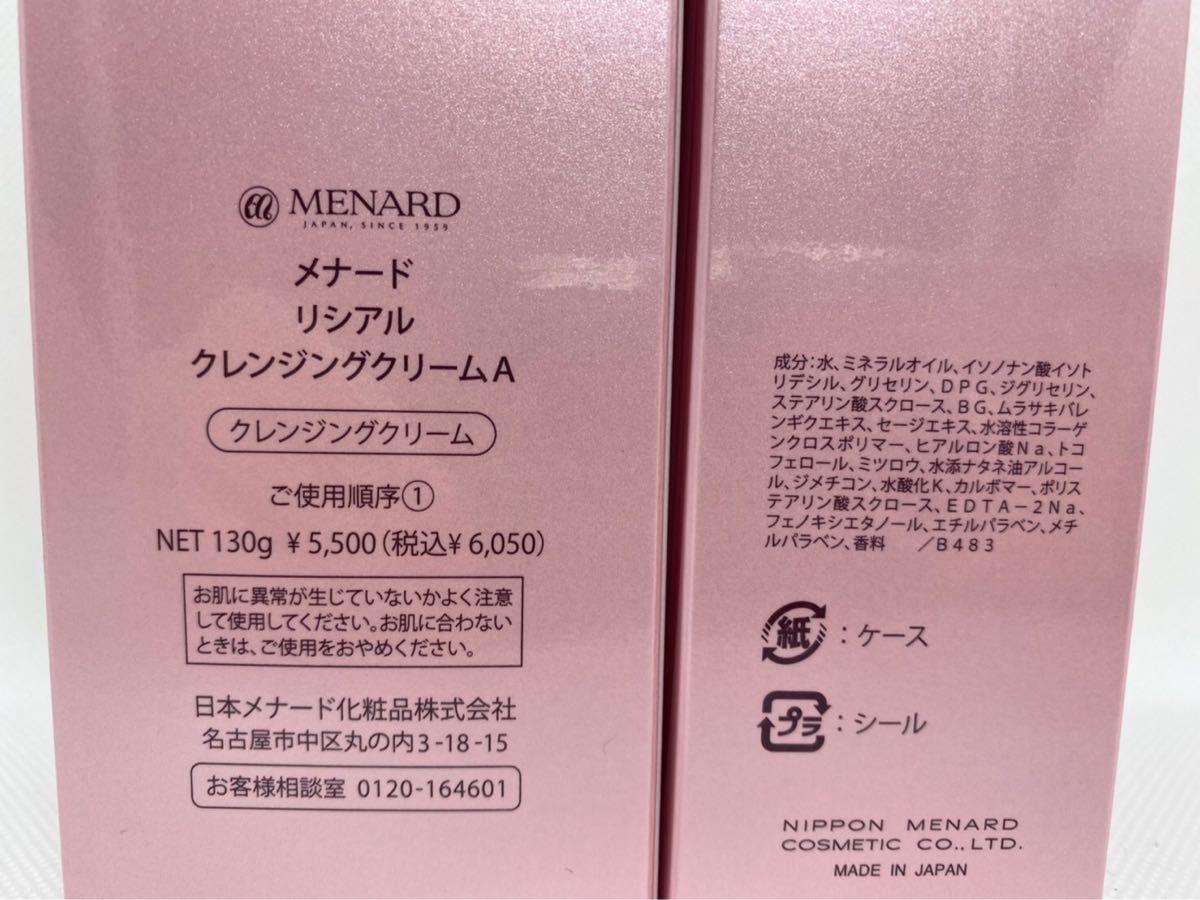 MENARD
JAPAN, SINCE 1959
メナード
リシアル
クレンジングクリームA
クレンジングクリーム
ご使用順序①
NET 130g ¥5,500(税込¥6,050)
お肌に異常が生じていないかよく注意
して使用してください。お肌に合わない
ときは、ご使用をおやめください。
日本メナード化粧品株式会社
名古屋市中区丸の内3-18-15
お客様相談室 0120-164601
成分:水、ミネラルオイル、イソノナン酸イソト
リデシル、グリセリン、DPG、ジグリセリン、
ステアリン酸スクロース、BG、ムラサキバレ
ンギクエキス、セージエキス、水溶性コラーゲ
ンクロスポリマー、ヒアルロン酸Na、トコ
フェロール、ミツロウ、水添ナタネ油アルコー
ル、ジメチコン、水酸化K、カルボマー、ポリス
テアリン酸スクロース、EDTA-2Na、
フェノキシエタノール、エチルパラベン、メチ
ルパラベン、香料 /B483
紙:ケース
プラ:シール
NIPPON MENARD
COSMETIC CO., LTD.
MADE IN JAPAN